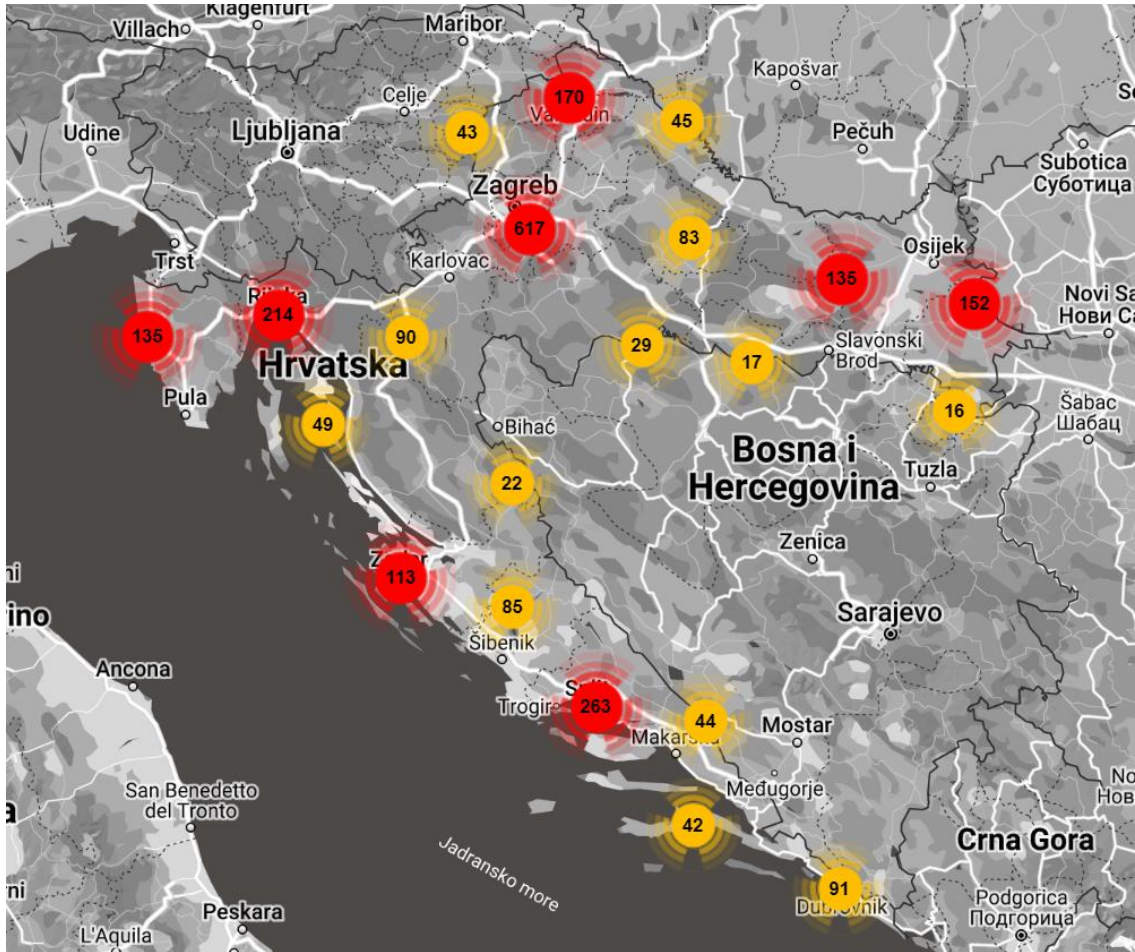 Klagenfurt
Villach
Maribor
Kapošvar
170
Celje
43
45
Udine
Ljubljana
Pečuh
Subotica
Суботица
Zagreb
617
83
Trst
Karlovac
Osijek
135
152
Novi
Нови
214
135
90
29
17
Slavonski
Brod
Hrvatska
Pula
49
Bihać
16
Šabac
Шабац
Bosna i
Hercegovina
Tuzla
22
Zenica
113
85
Sarajevo
Šibenik
Ancona
Trogir
263
44
Mostar
Makarska
San Benedetto
del Tronto
Međugorje
42
Crna Gora
Jadransko more
91
Dubrovnik
Podgorica
Подгорица
Peskara
L'Aquila